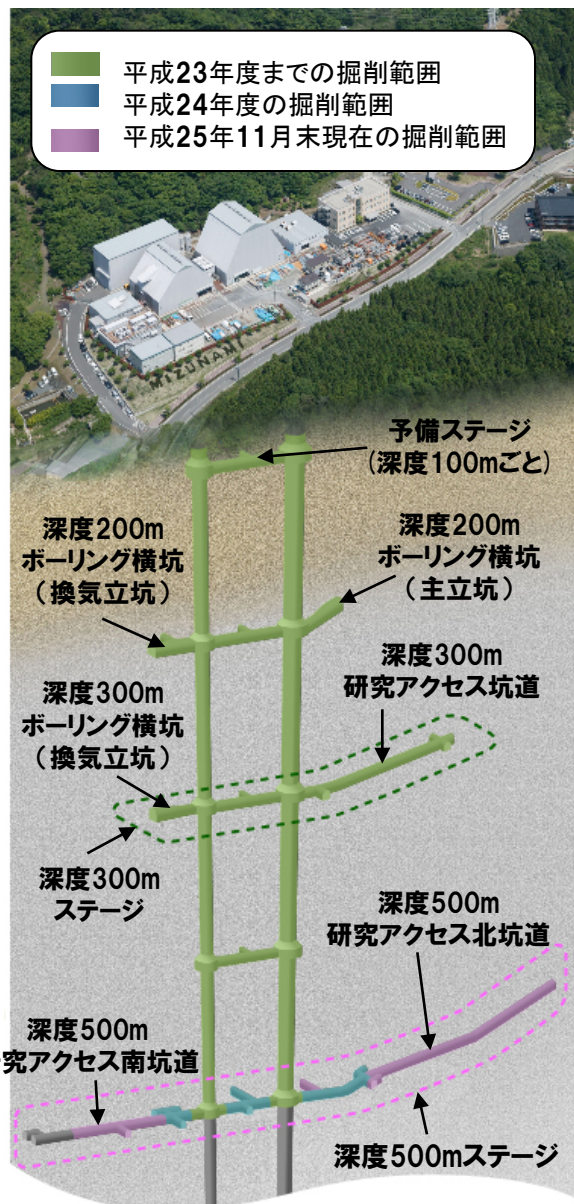 平成23年度までの掘削範囲
平成24年度の掘削範囲
平成25年11月末現在の掘削範囲
MIZUNAMI
予備ステージ
(深度100mごと)
深度200m
ボーリング横坑
（換気立坑）
深度200m
ボーリング横坑
（主立坑）
深度300m
研究アクセス坑道
深度300m
ボーリング横坑
（換気立坑）
深度300m
ステージ
深度500m
研究アクセス北坑道
深度500m
究アクセス南坑道
深度500mステージ